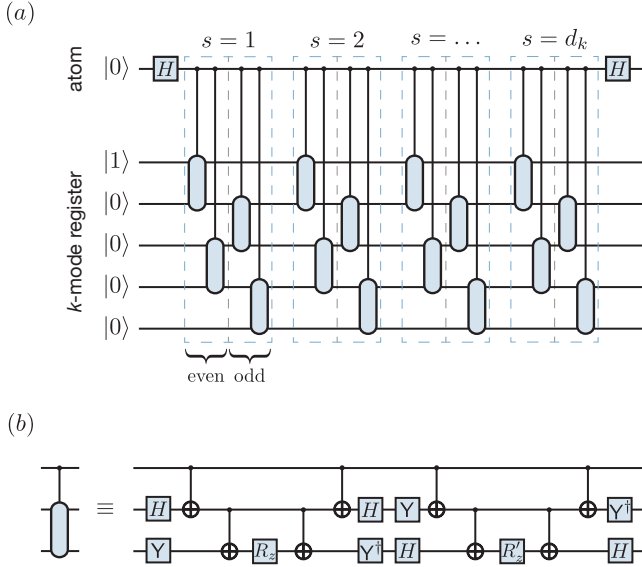 (a)
s = 1 s = 2 s = ... s = d_k
atom |0⟩ H H
k-mode register
|1⟩
|0⟩
|0⟩
|0⟩
|0⟩
even odd
(b)
≡
H H Y Y†
Y R_z Y† H R'_z H